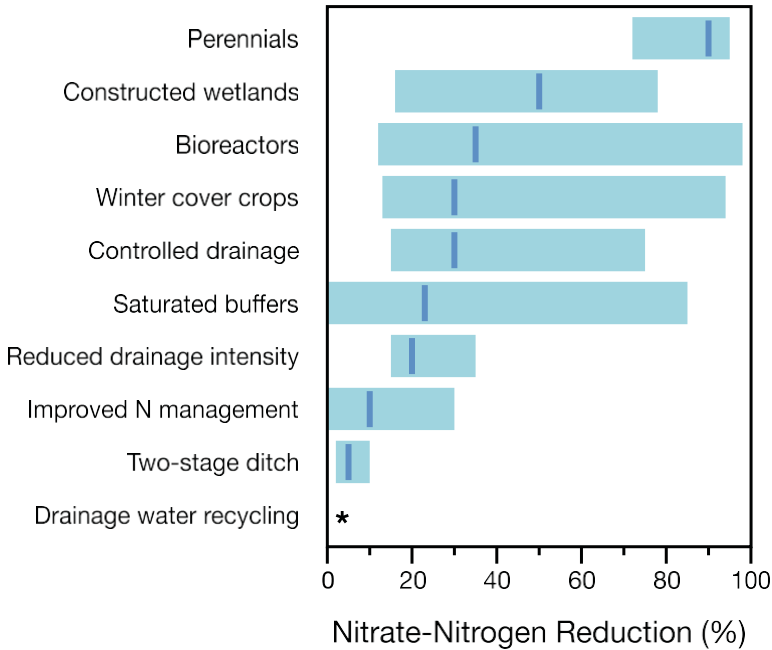 Perennials
Constructed wetlands
Bioreactors
Winter cover crops
Controlled drainage
Saturated buffers
Reduced drainage intensity
Improved N management
Two-stage ditch
Drainage water recycling *
0 20 40 60 80 100
Nitrate-Nitrogen Reduction (%)